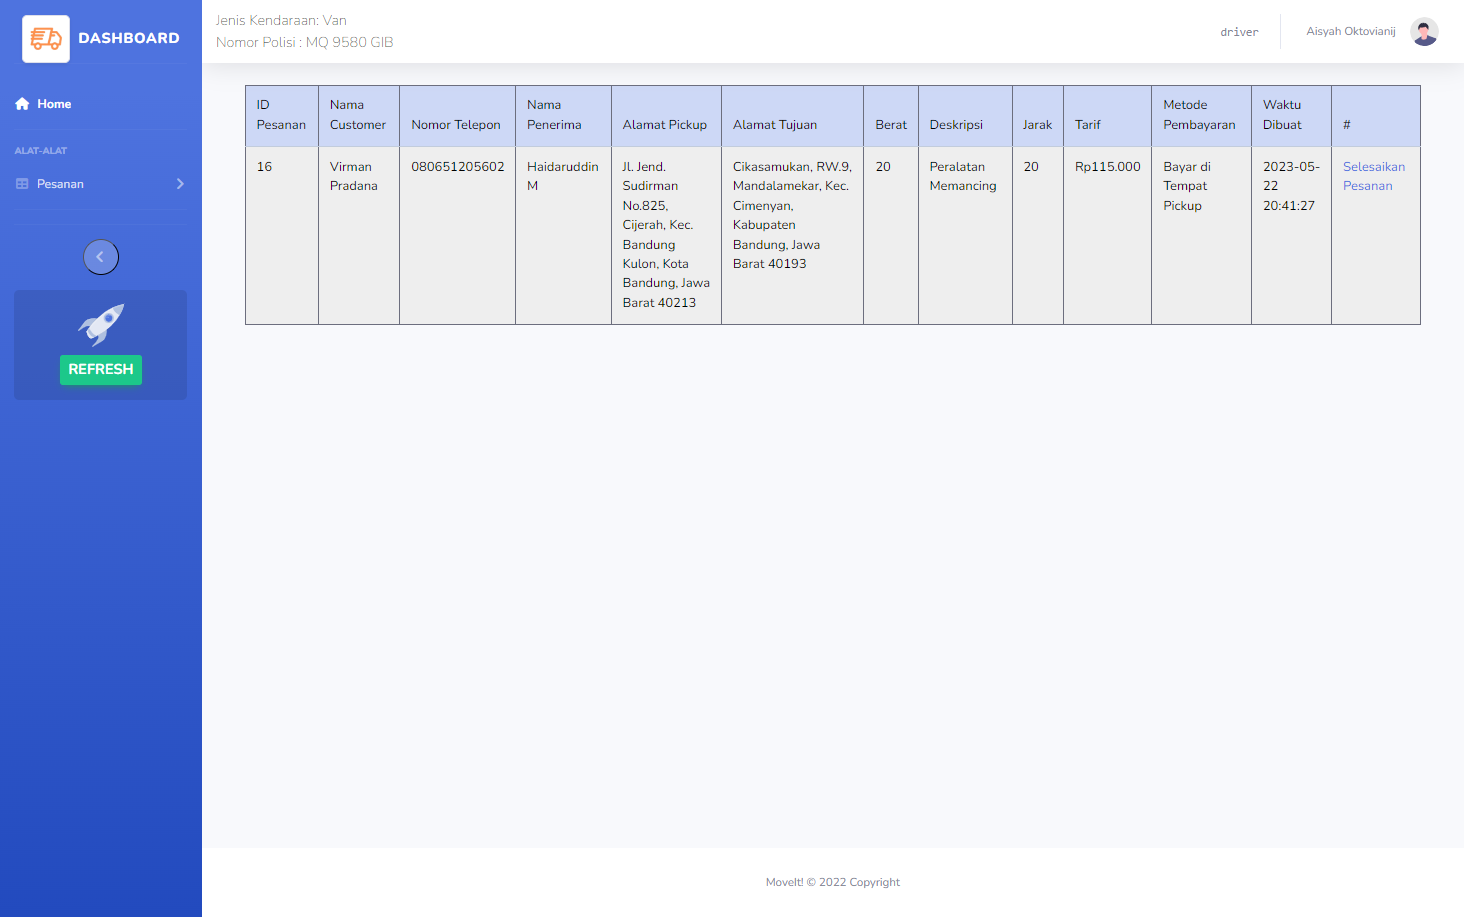 DASHBOARD
Home
ALAT-ALAT
Pesanan
REFRESH
Jenis Kendaraan: Van
Nomor Polisi : MQ 9580 GIB
driver
Aisyah Oktovianij
ID
Pesanan
Nama
Customer
Nomor Telepon
Nama
Penerima
Alamat Pickup
Alamat Tujuan
Berat
Deskripsi
Jarak
Tarif
Metode
Pembayaran
Waktu
Dibuat
#
16
Virman
Pradana
080651205602
Haidaruddin
M
Jl. Jend.
Sudirman
No.825,
Cijerah, Kec.
Bandung
Kulon, Kota
Bandung, Jawa
Barat 40213
Cikasamukan, RW.9,
Mandalamekar, Kec.
Cimenyan,
Kabupaten
Bandung, Jawa
Barat 40193
20
Peralatan
Memancing
20
Rp115.000
Bayar di
Tempat
Pickup
2023-05-
22
20:41:27
Selesaikan
Pesanan
MoveIt! © 2022 Copyright